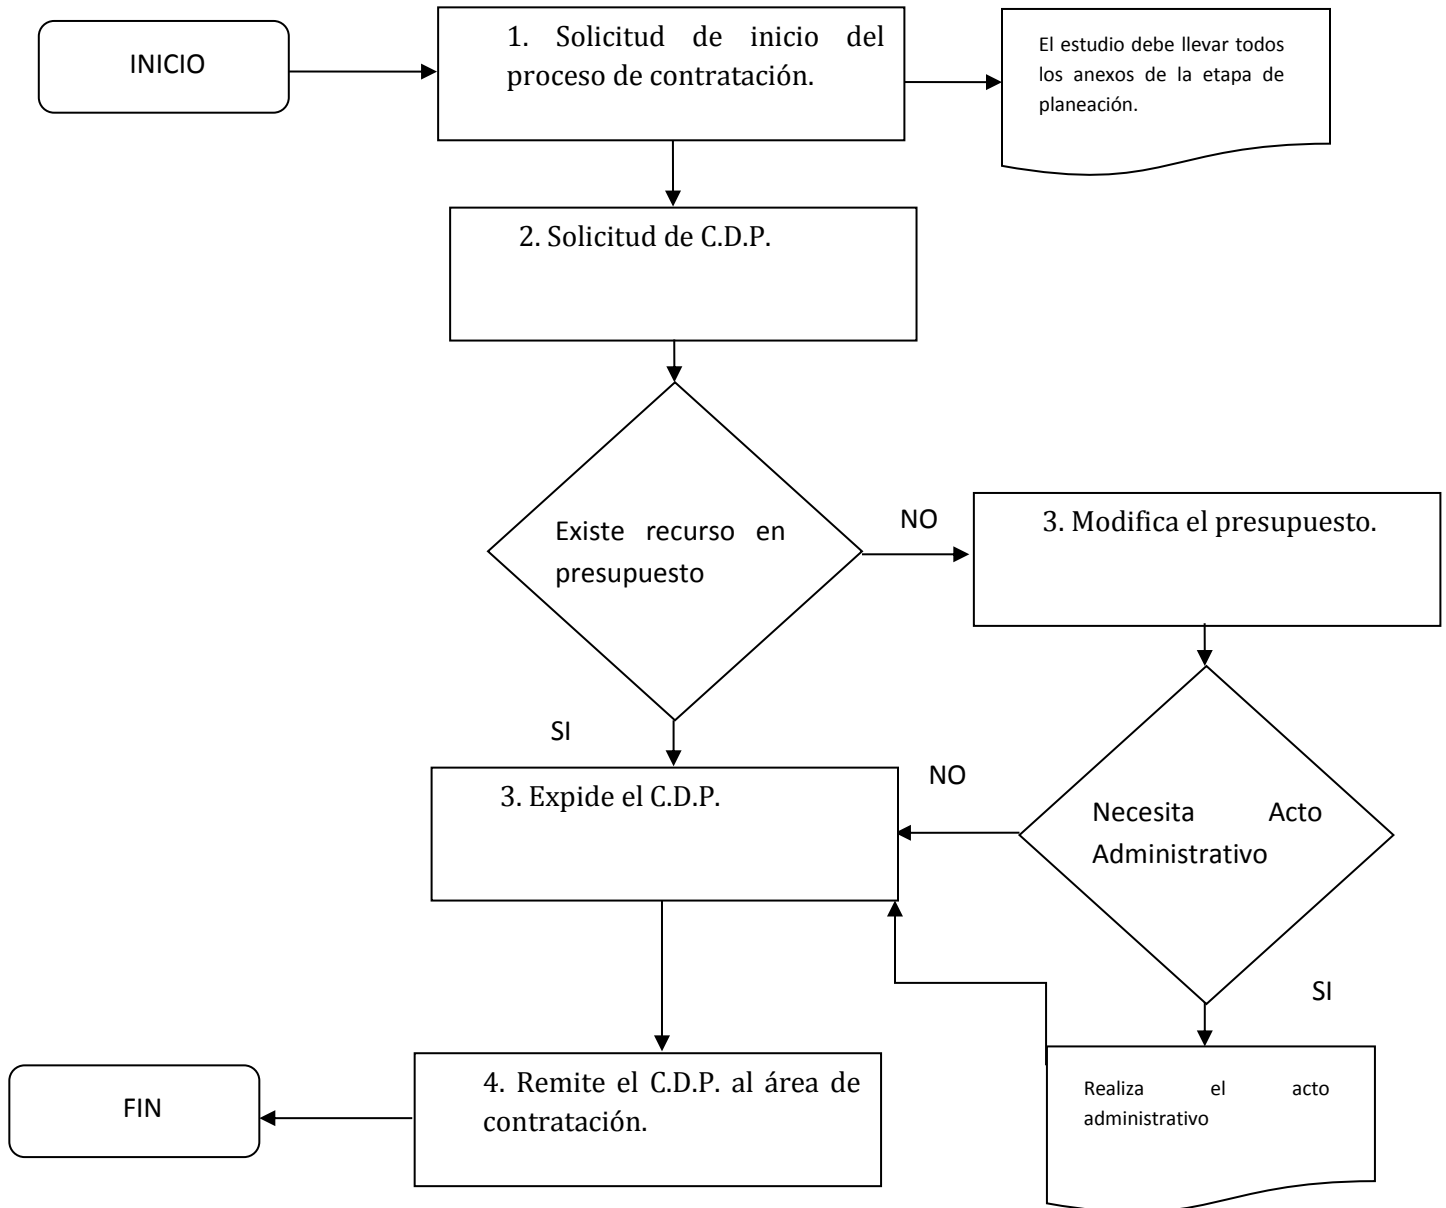 INICIO
1. Solicitud de inicio del
proceso de contratación.
El estudio debe llevar todos
los anexos de la etapa de
planeación.
2. Solicitud de C.D.P.
Existe recurso en
presupuesto
NO
3. Modifica el presupuesto.
SI
3. Expide el C.D.P.
NO
Necesita Acto
Administrativo
SI
Realiza el acto
administrativo
4. Remite el C.D.P. al área de
contratación.
FIN